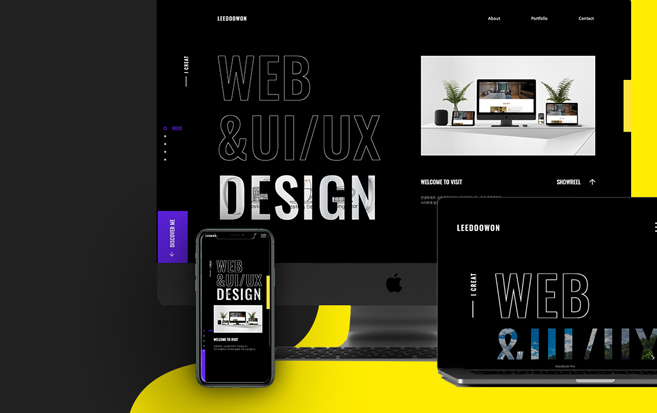 LEEDOOWON
About
Portfolio
Contact
I CREAT
WEB
&UI/UX
DESIGN
WELCOME TO VISIT
SHOWREEL
DISCOVER ME
LEEDOOWON
I CREAT
WEB
&UI/UX
MacBook Pro
WEB
&UI/UX
DESIGN
WELCOME TO VISIT